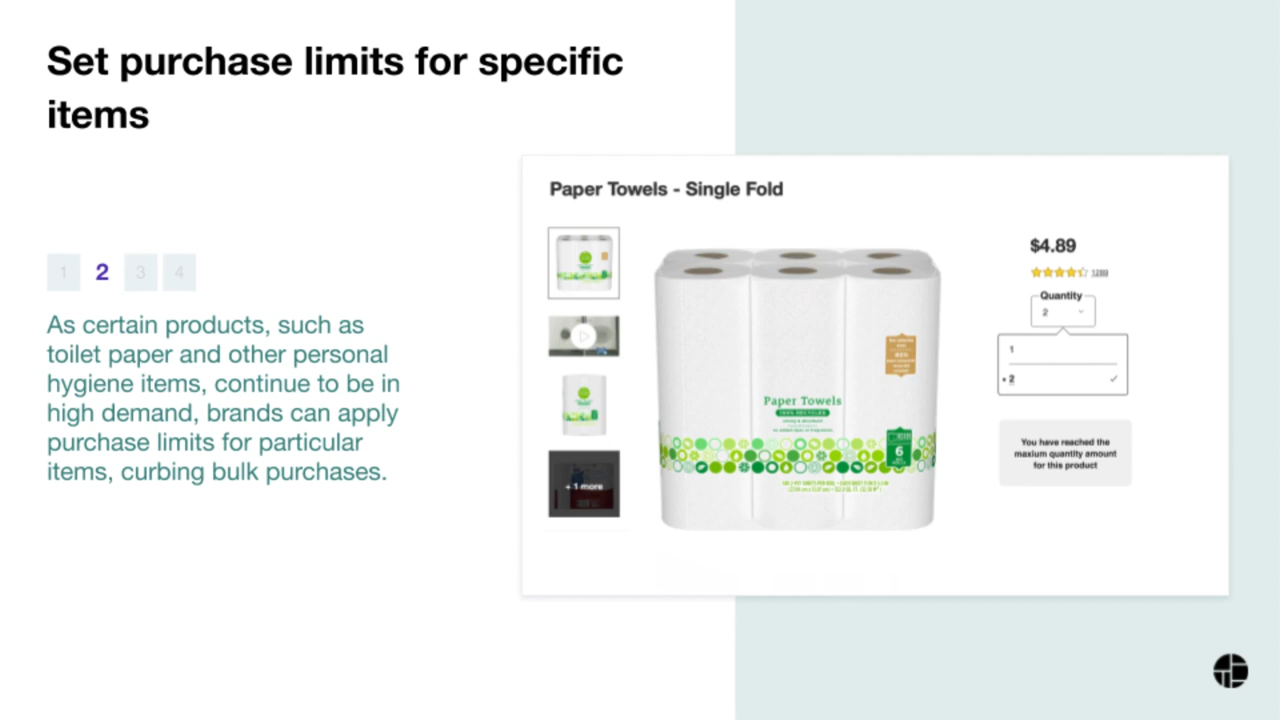 Set purchase limits for specific
items
1 2 3 4
As certain products, such as
toilet paper and other personal
hygiene items, continue to be in
high demand, brands can apply
purchase limits for particular
items, curbing bulk purchases.
Paper Towels - Single Fold
+ 1 more
Paper Towels
100% RECYCLED
6
$4.89
Quantity
2
1
• 2
You have reached the
maxium quantity amount
for this product